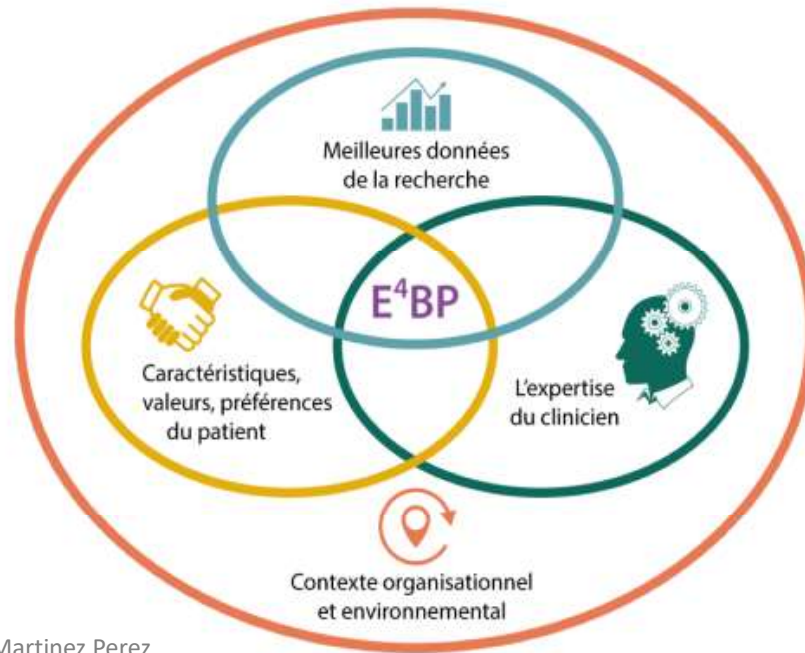 Meilleures données
de la recherche
E⁴BP
Caractéristiques,
valeurs, préférences
du patient
L'expertise
du clinicien
Contexte organisationnel
et environnemental
Martinez Perez